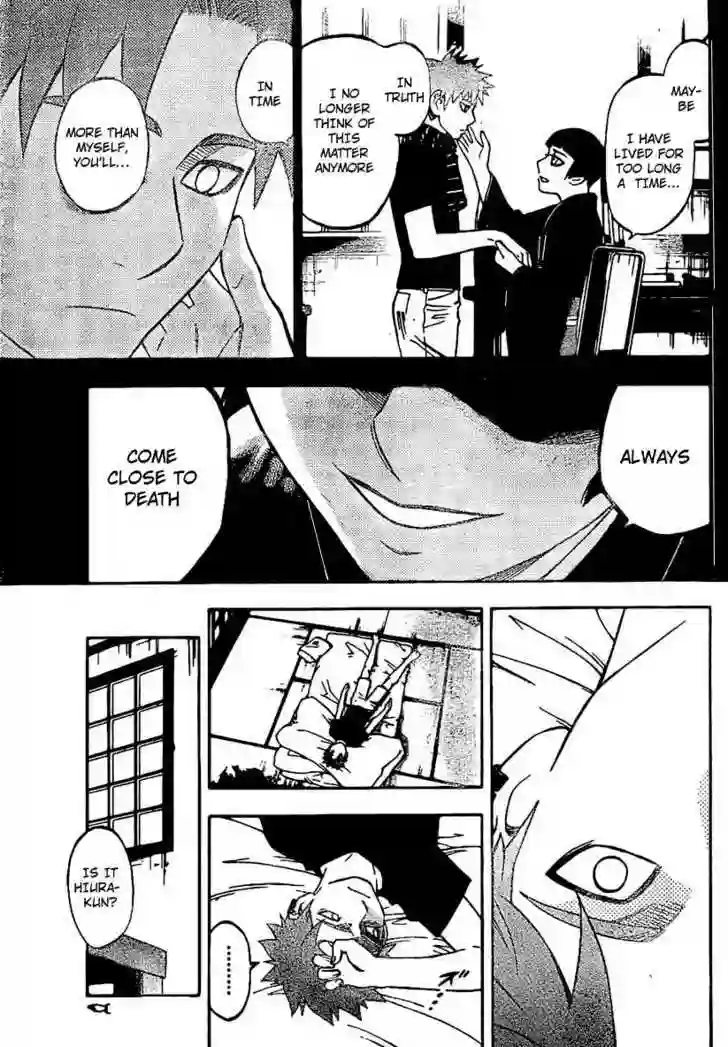 MAY-
BE
I HAVE
LIVED FOR
TOO LONG
A TIME...
IN
TRUTH
I NO
LONGER
THINK OF
THIS
MATTER
ANYMORE
IN
TIME
MORE THAN
MYSELF,
YOU'LL...
ALWAYS
COME
CLOSE TO
DEATH
.........
IS IT
HIURA-
KUN?